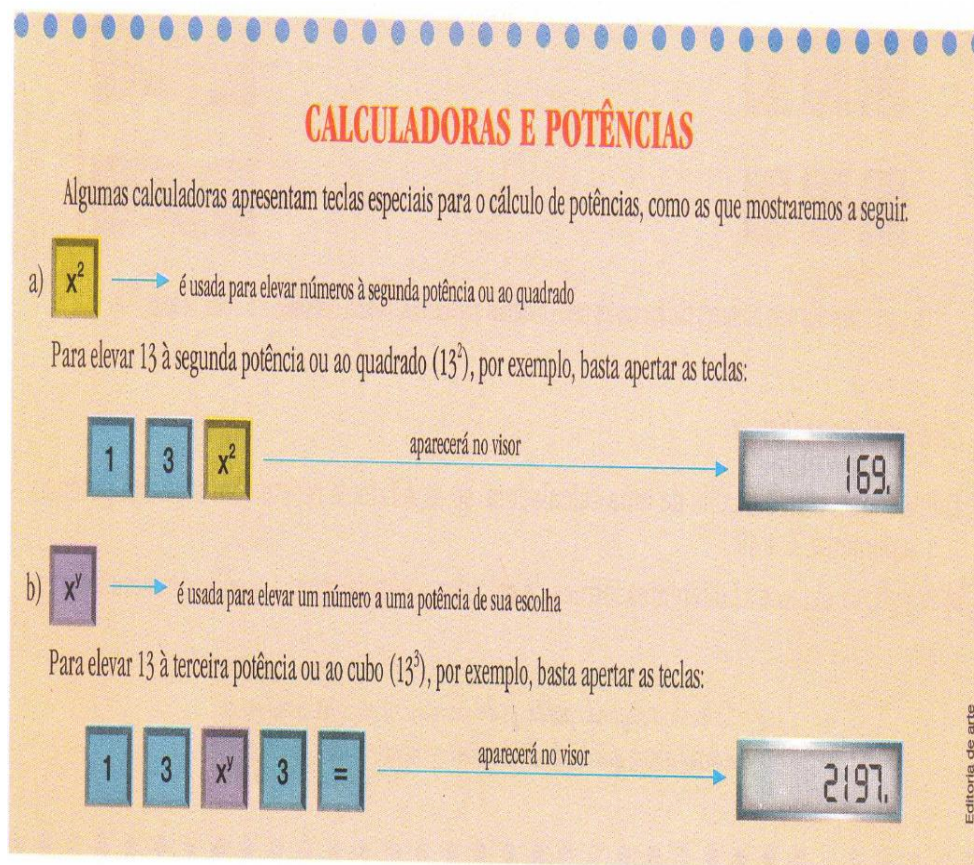 CALCULADORAS E POTÊNCIAS
Algumas calculadoras apresentam teclas especiais para o cálculo de potências, como as que mostraremos a seguir.
a) x² é usada para elevar números à segunda potência ou ao quadrado
Para elevar 13 à segunda potência ou ao quadrado (13²), por exemplo, basta apertar as teclas:
1 3 x² aparecerá no visor 169.
b) xʸ é usada para elevar um número a uma potência de sua escolha
Para elevar 13 à terceira potência ou ao cubo (13³), por exemplo, basta apertar as teclas:
1 3 xʸ 3 = aparecerá no visor 2197.
Editoria de arte